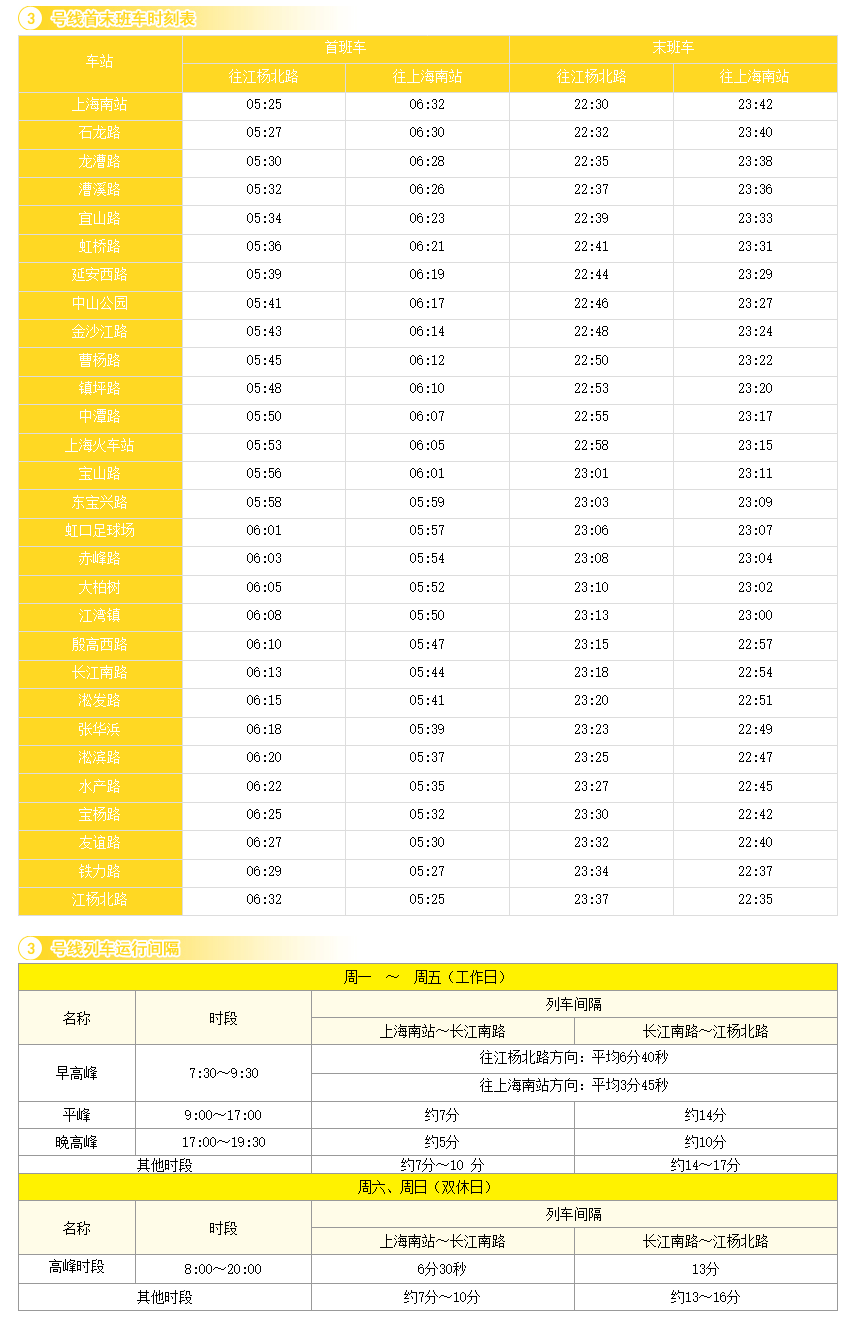 3 号线首末班车时刻表
车站 首班车 末班车
往江杨北路 往上海南站 往江杨北路 往上海南站
上海南站 05:25 06:32 22:30 23:42
石龙路 05:27 06:30 22:32 23:40
龙漕路 05:30 06:28 22:35 23:38
漕溪路 05:32 06:26 22:37 23:36
宜山路 05:34 06:23 22:39 23:33
虹桥路 05:36 06:21 22:41 23:31
延安西路 05:39 06:19 22:44 23:29
中山公园 05:41 06:17 22:46 23:27
金沙江路 05:43 06:14 22:48 23:24
曹杨路 05:45 06:12 22:50 23:22
镇坪路 05:48 06:10 22:53 23:20
中潭路 05:50 06:07 22:55 23:17
上海火车站 05:53 06:05 22:58 23:15
宝山路 05:56 06:01 23:01 23:11
东宝兴路 05:58 05:59 23:03 23:09
虹口足球场 06:01 05:57 23:06 23:07
赤峰路 06:03 05:54 23:08 23:04
大柏树 06:05 05:52 23:10 23:02
江湾镇 06:08 05:50 23:13 23:00
殷高西路 06:10 05:47 23:15 22:57
长江南路 06:13 05:44 23:18 22:54
淞发路 06:15 05:41 23:20 22:51
张华浜 06:18 05:39 23:23 22:49
淞滨路 06:20 05:37 23:25 22:47
水产路 06:22 05:35 23:27 22:45
宝杨路 06:25 05:32 23:30 22:42
友谊路 06:27 05:30 23:32 22:40
铁力路 06:29 05:27 23:34 22:37
江杨北路 06:32 05:25 23:37 22:35
3 号线列车运行间隔
周一 ～ 周五（工作日）
名称 时段 列车间隔
上海南站～长江南路 长江南路～江杨北路
早高峰 7:30～9:30 往江杨北路方向：平均6分40秒
往上海南站方向：平均3分45秒
平峰 9:00～17:00 约7分 约14分
晚高峰 17:00～19:30 约5分 约10分
其他时段 约7分～10 分 约14～17分
周六、周日（双休日）
名称 时段 列车间隔
上海南站～长江南路 长江南路～江杨北路
高峰时段 8:00～20:00 6分30秒 13分
其他时段 约7分～10分 约13～16分